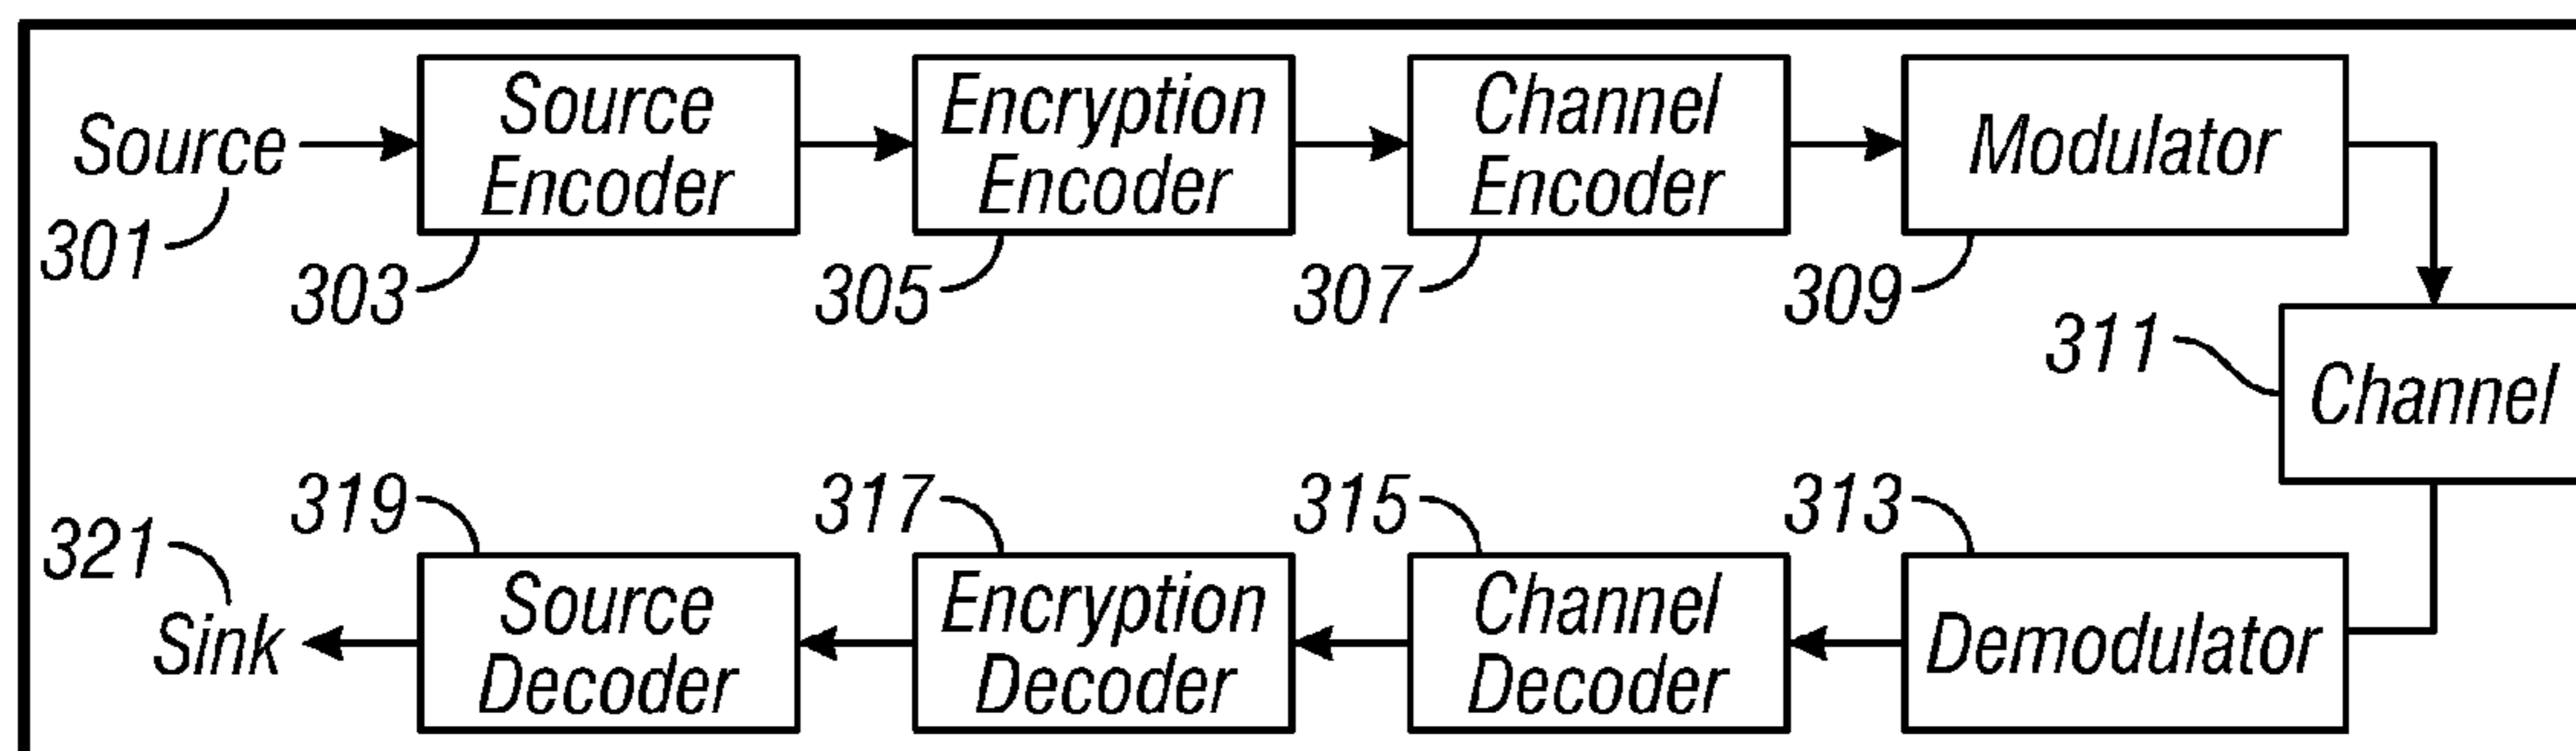 Source
301
Source
Encoder
303
Encryption
Encoder
305
Channel
Encoder
307
Modulator
309
311
Channel
313
Demodulator
315
Channel
Decoder
317
Encryption
Decoder
319
Source
Decoder
321
Sink